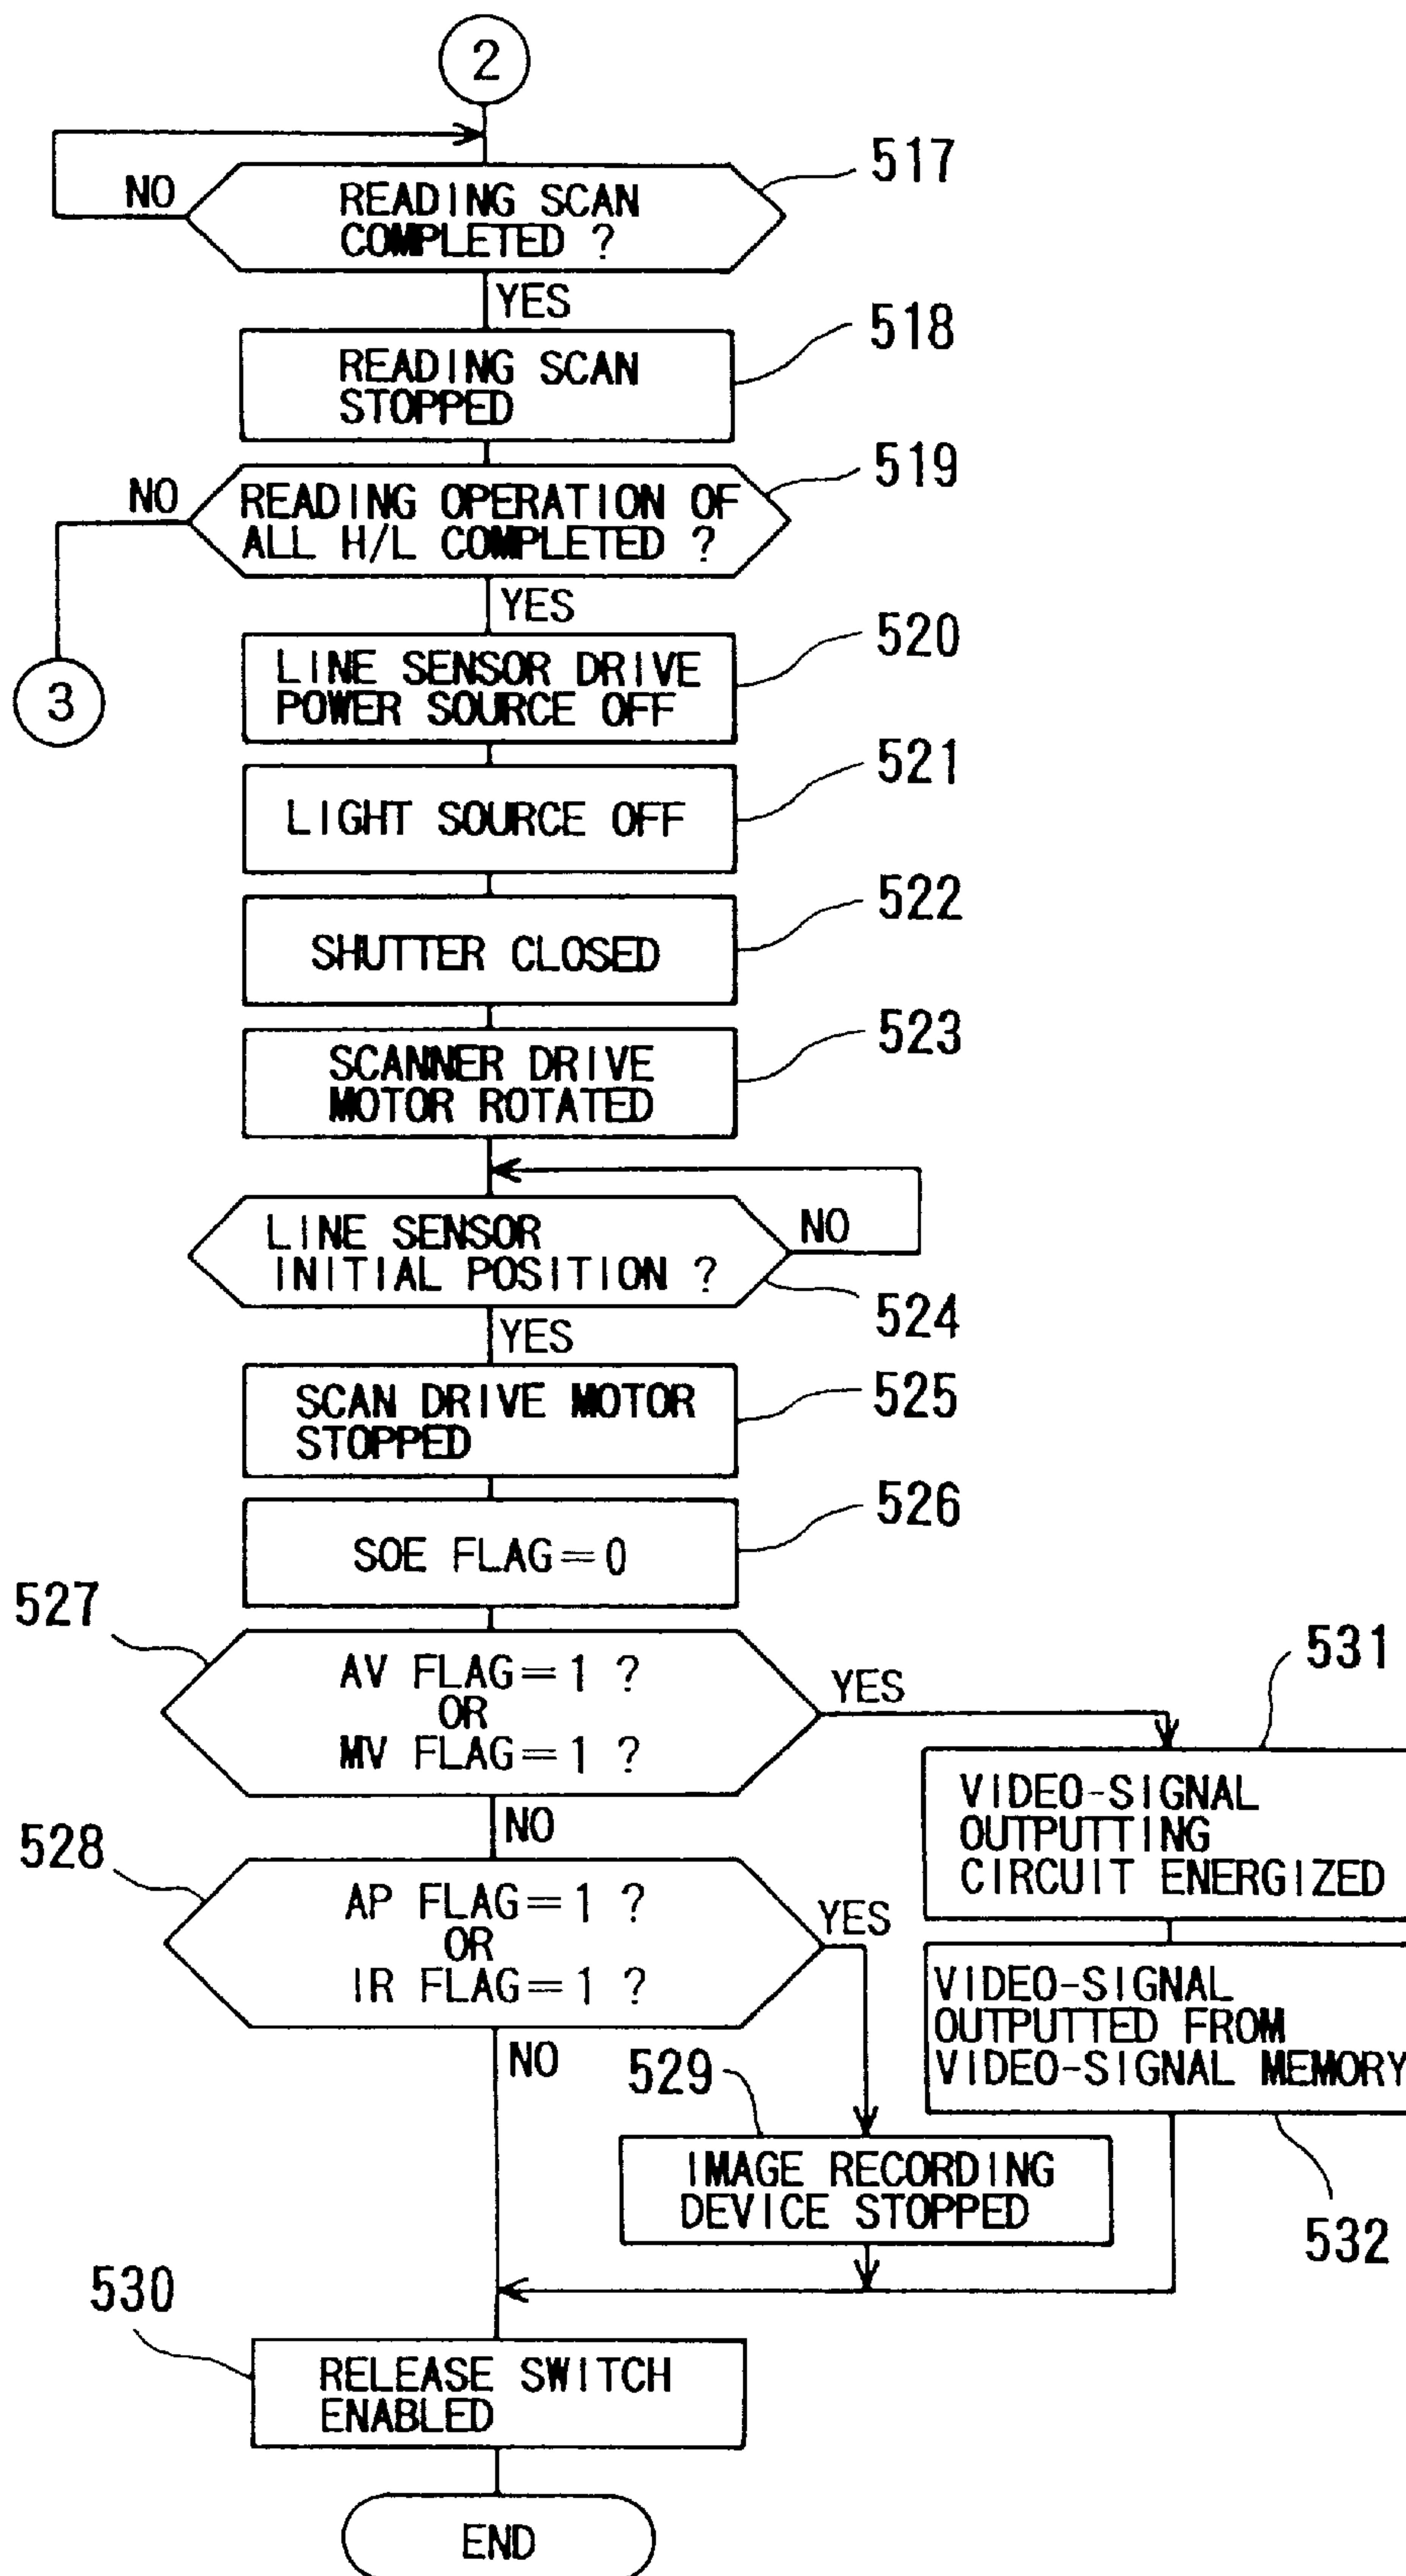 2
517
NO
READING SCAN
COMPLETED ?
YES
518
READING SCAN
STOPPED
519
NO
READING OPERATION OF
ALL H/L COMPLETED ?
YES
3
520
LINE SENSOR DRIVE
POWER SOURCE OFF
521
LIGHT SOURCE OFF
522
SHUTTER CLOSED
523
SCANNER DRIVE
MOTOR ROTATED
LINE SENSOR
INITIAL POSITION ?
NO
524
YES
525
SCAN DRIVE MOTOR
STOPPED
526
SOE FLAG=0
527
AV FLAG=1 ?
OR
MV FLAG=1 ?
YES
NO
531
VIDEO-SIGNAL
OUTPUTTING
CIRCUIT ENERGIZED
528
AP FLAG=1 ?
OR
IR FLAG=1 ?
YES
NO
VIDEO-SIGNAL
OUTPUTTED FROM
VIDEO-SIGNAL MEMORY
532
529
IMAGE RECORDING
DEVICE STOPPED
530
RELEASE SWITCH
ENABLED
END